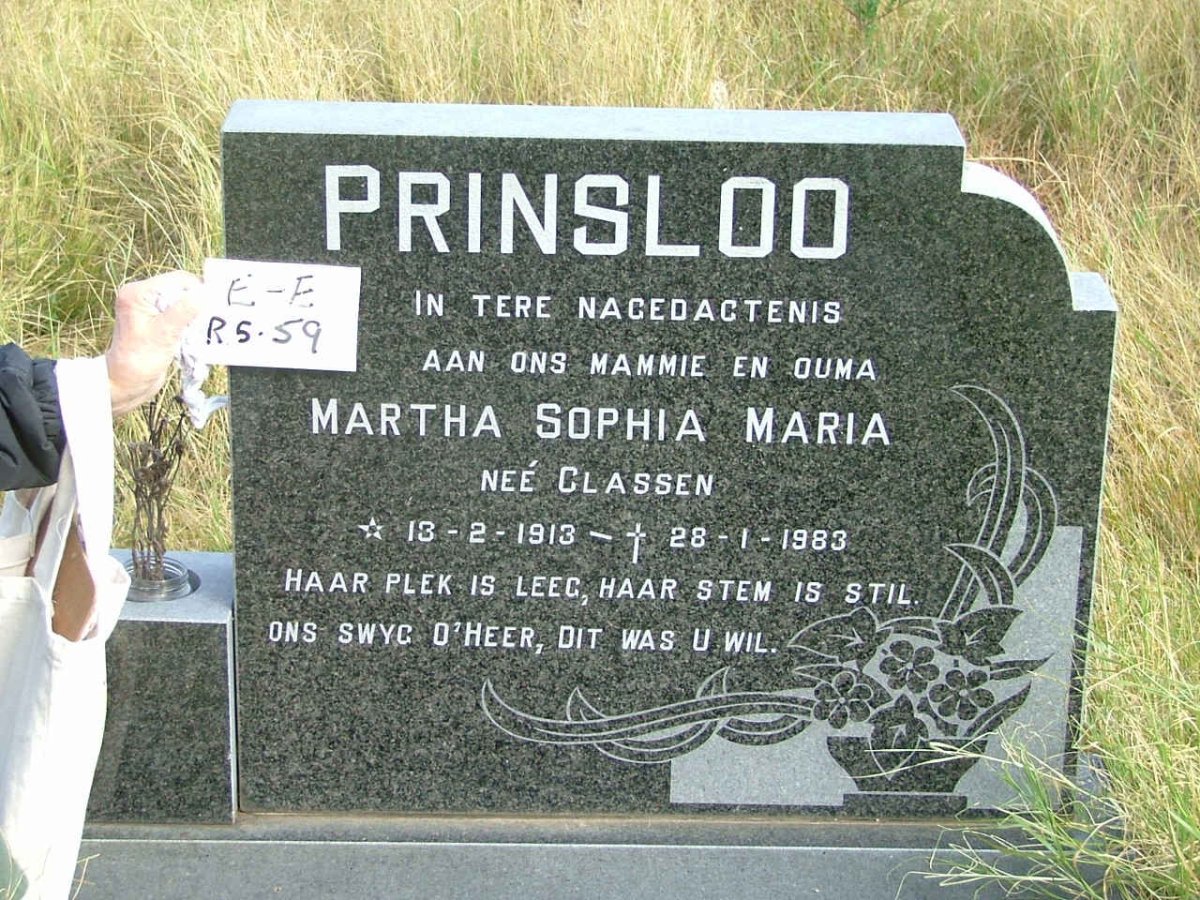 PRINSLOO
E-E
R5.59
IN TERE NAGEDAGTENIS
AAN ONS MAMMIE EN OUMA
MARTHA SOPHIA MARIA
NEÉ CLASSEN
13-2-1913 - 28-1-1983
HAAR PLEK IS LEEG, HAAR STEM IS STIL.
ONS SWYG O'HEER, DIT WAS U WIL.